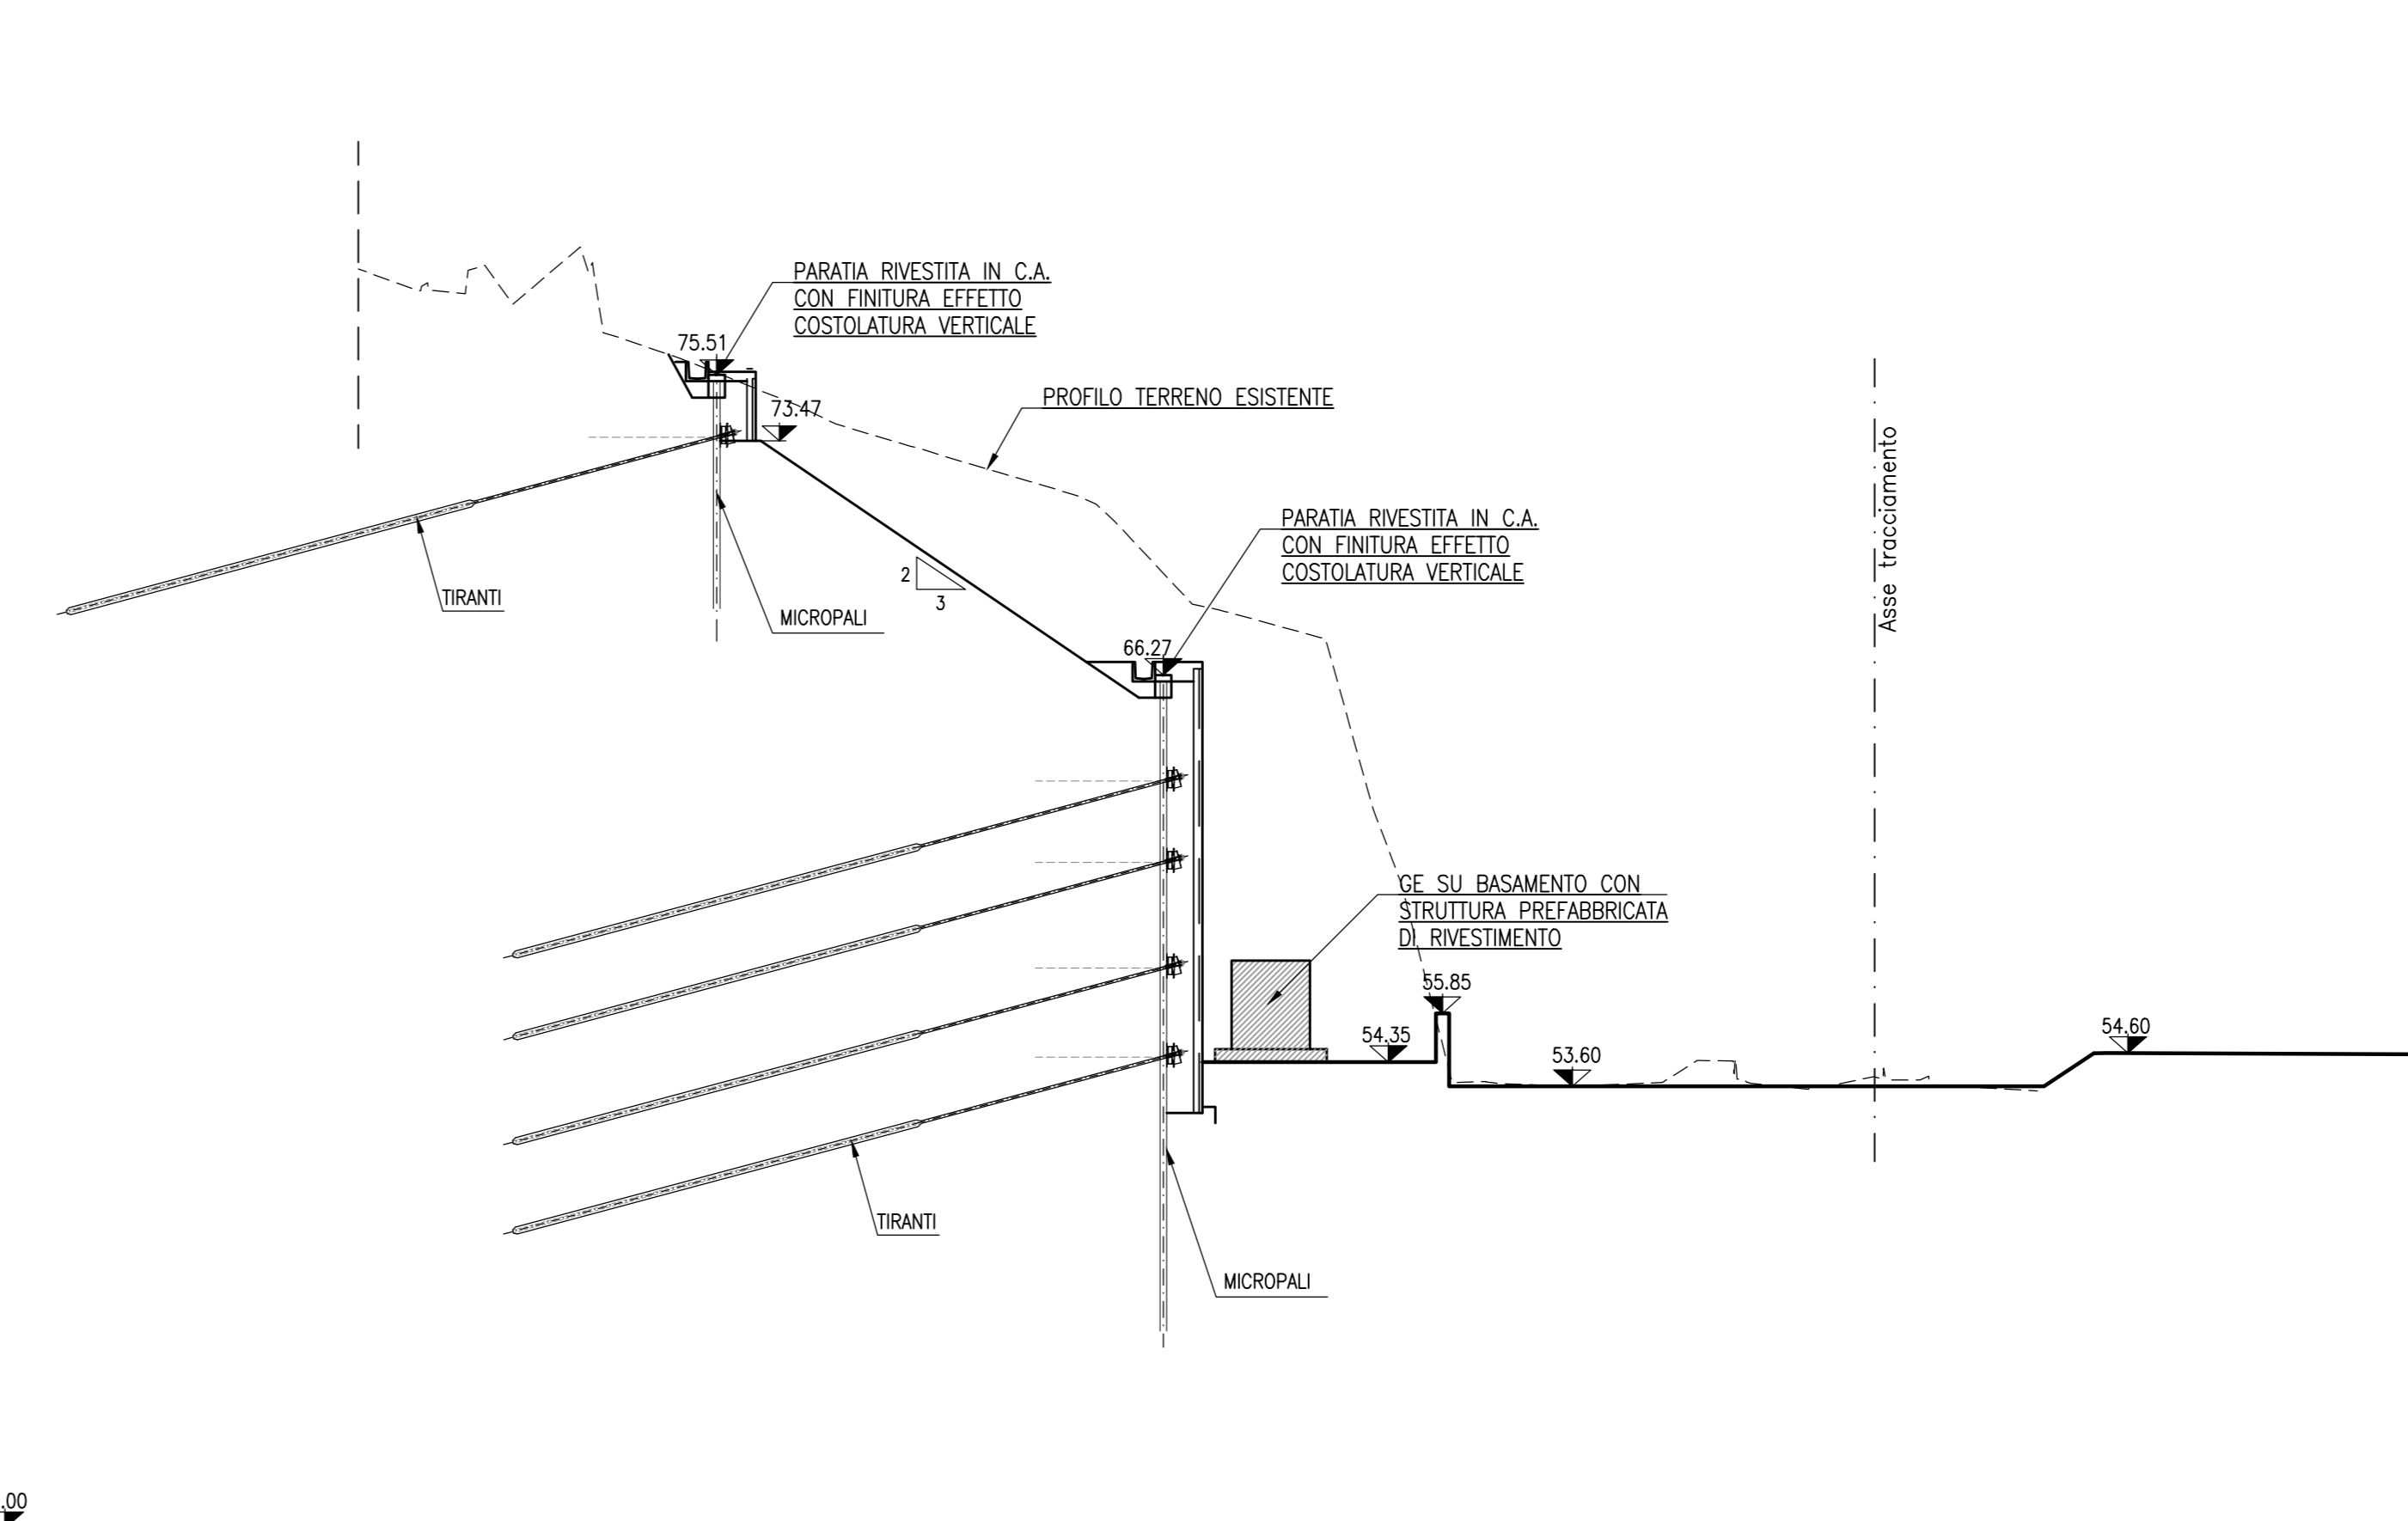 PARATIA RIVESTITA IN C.A.
CON FINITURA EFFETTO
COSTOLATURA VERTICALE
75.51
73.47
PROFILO TERRENO ESISTENTE
Asse tracciamento
PARATIA RIVESTITA IN C.A.
CON FINITURA EFFETTO
COSTOLATURA VERTICALE
2
3
TIRANTI
MICROPALI
66.27
GE SU BASAMENTO CON
STRUTTURA PREFABBRICATA
DI RIVESTIMENTO
55.85
54.35
53.60
54.60
TIRANTI
MICROPALI
.00